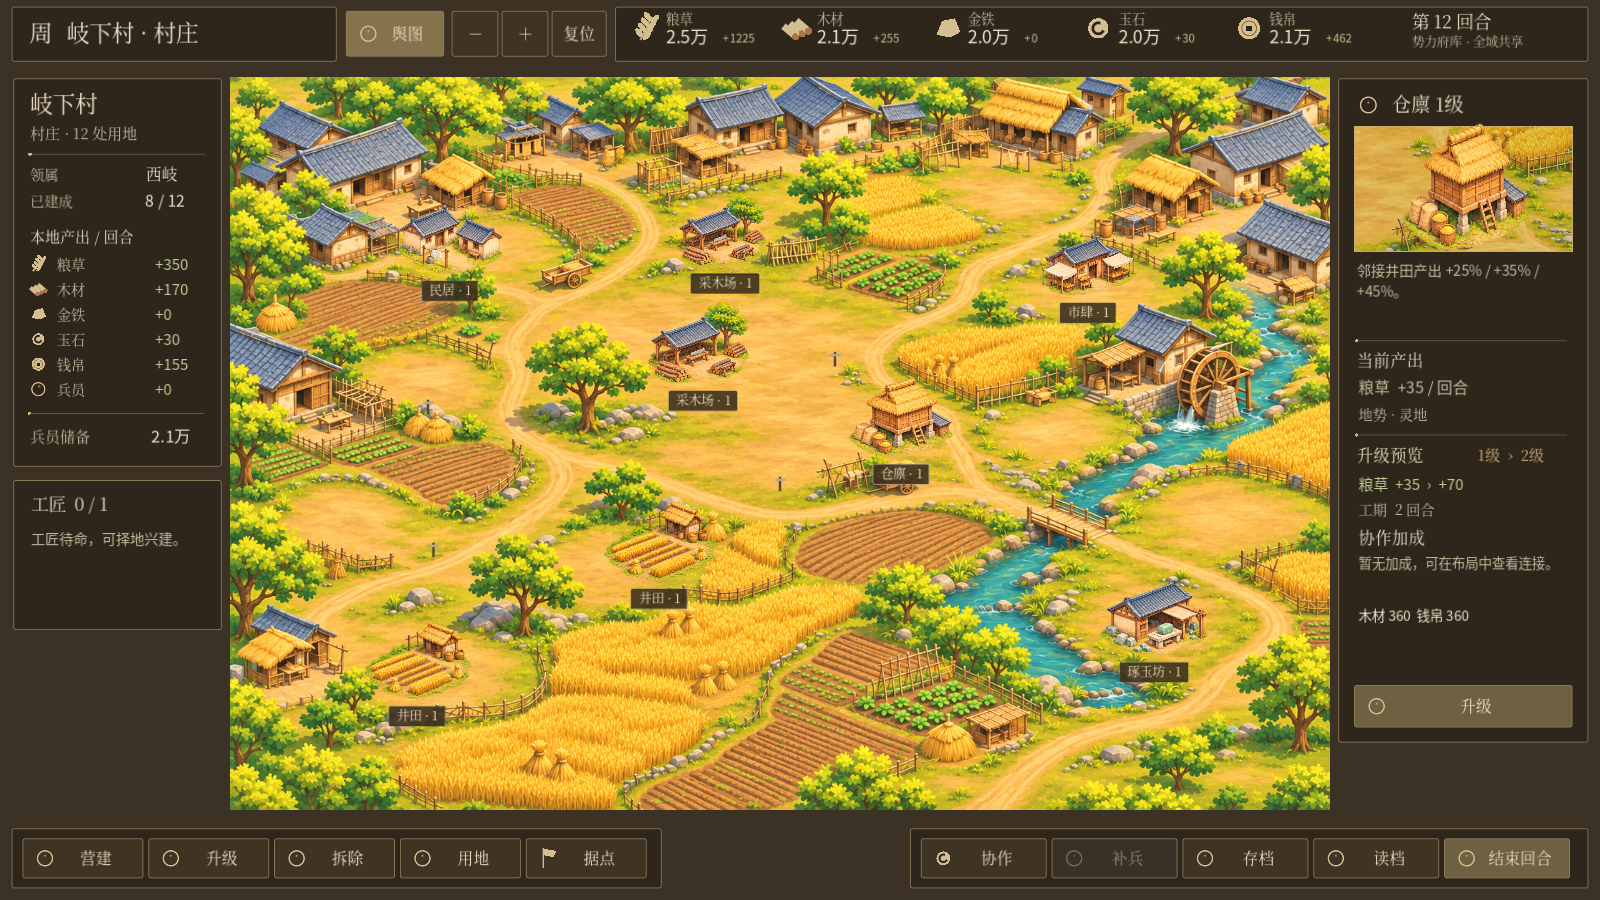 周 岐下村 · 村庄
舆图
− + 复位
粮草 2.5万 +1225
木材 2.1万 +255
金铁 2.0万 +0
玉石 2.0万 +30
钱帛 2.1万 +462
第 12 回合
势力府库 · 全域共享
岐下村
村庄 · 12 处用地
领属 西岐
已建成 8 / 12
本地产出 / 回合
粮草 +350
木材 +170
金铁 +0
玉石 +30
钱帛 +155
兵员 +0
兵员储备 2.1万
工匠 0 / 1
工匠待命，可择地兴建。
采木场 · 1
民居 · 1
市肆 · 1
采木场 · 1
仓廪 · 1
井田 · 1
琢玉坊 · 1
井田 · 1
仓廪 1级
邻接井田产出 +25% / +35% /
+45%。
当前产出
粮草 +35 / 回合
地势 · 灵地
升级预览 1级 › 2级
粮草 +35 › +70
工期 2 回合
协作加成
暂无加成，可在布局中查看连接。
木材 360 钱帛 360
升级
营建
升级
拆除
用地
据点
协作
补兵
存档
读档
结束回合